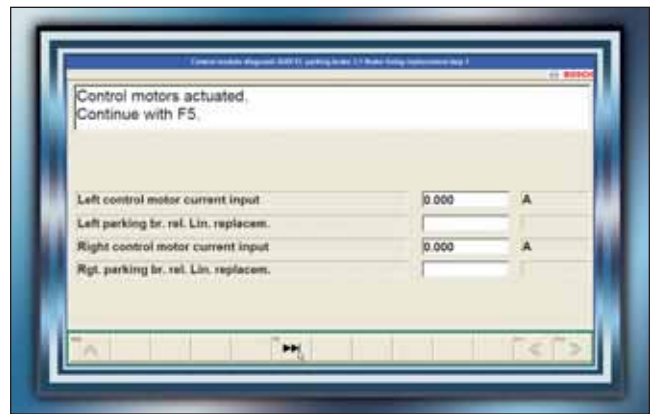 BOSCH
Control motors actuated.
Continue with F5.
Left control motor current input 0.000 A
Left parking br. rel. Lin. replacem.
Right control motor current input 0.000 A
Rgt. parking br. rel. Lin. replacem.